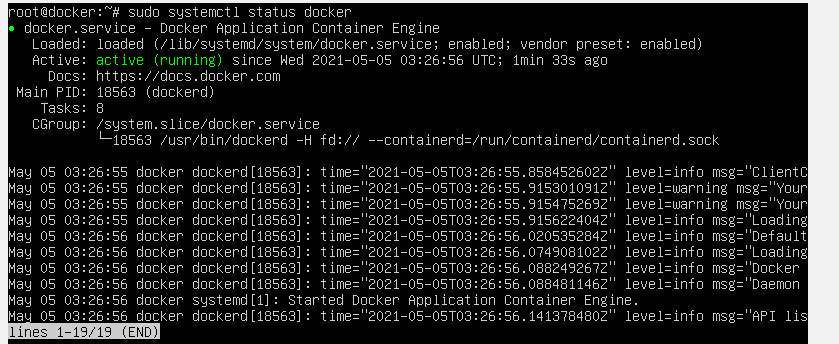 root@docker:~# sudo systemctl status docker
● docker.service - Docker Application Container Engine
   Loaded: loaded (/lib/systemd/system/docker.service; enabled; vendor preset: enabled)
   Active: active (running) since Wed 2021-05-05 03:26:56 UTC; 1min 33s ago
     Docs: https://docs.docker.com
 Main PID: 18563 (dockerd)
    Tasks: 8
   CGroup: /system.slice/docker.service
           └─18563 /usr/bin/dockerd -H fd:// --containerd=/run/containerd/containerd.sock
May 05 03:26:55 docker dockerd[18563]: time="2021-05-05T03:26:55.858452602Z" level=info msg="ClientC
May 05 03:26:55 docker dockerd[18563]: time="2021-05-05T03:26:55.915301091Z" level=warning msg="Your
May 05 03:26:55 docker dockerd[18563]: time="2021-05-05T03:26:55.915475269Z" level=warning msg="Your
May 05 03:26:55 docker dockerd[18563]: time="2021-05-05T03:26:55.915622404Z" level=info msg="Loading
May 05 03:26:56 docker dockerd[18563]: time="2021-05-05T03:26:56.020535284Z" level=info msg="Default
May 05 03:26:56 docker dockerd[18563]: time="2021-05-05T03:26:56.074908102Z" level=info msg="Loading
May 05 03:26:56 docker dockerd[18563]: time="2021-05-05T03:26:56.088249267Z" level=info msg="Docker
May 05 03:26:56 docker dockerd[18563]: time="2021-05-05T03:26:56.088481146Z" level=info msg="Daemon
May 05 03:26:56 docker systemd[1]: Started Docker Application Container Engine.
May 05 03:26:56 docker dockerd[18563]: time="2021-05-05T03:26:56.141378480Z" level=info msg="API lis
lines 1-19/19 (END)